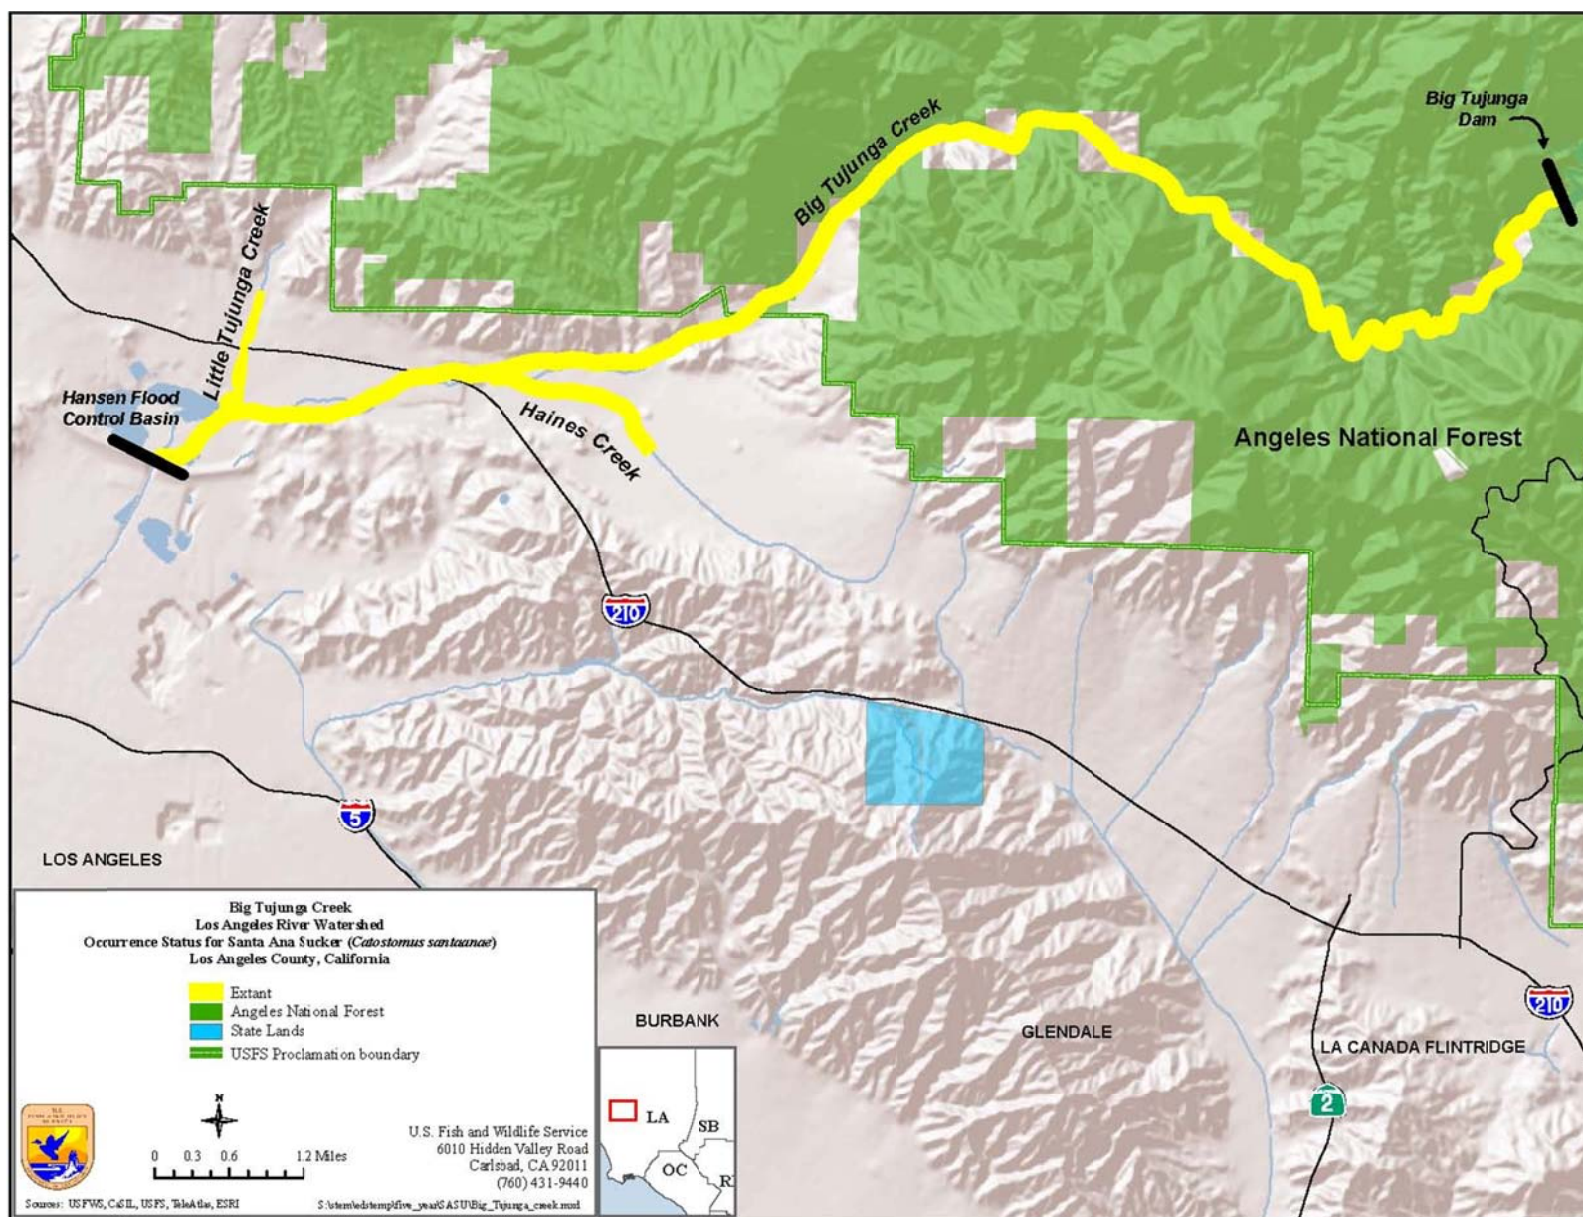 Big Tujunga
Dam
Big Tujunga Creek
Little Tujunga Creek
Hansen Flood
Control Basin
Haines Creek
Angeles National Forest
210
5
LOS ANGELES
BURBANK
GLENDALE
LA CANADA FLINTRIDGE
210
2
Big Tujunga Creek
Los Angeles River Watershed
Occurrence Status for Santa Ana Sucker (Catostomus santaanae)
Los Angeles County, California
Extant
Angeles National Forest
State Lands
USFS Proclamation boundary
N
0 0.3 0.6 1.2 Miles
U.S. Fish and Wildlife Service
6010 Hidden Valley Road
Carlsbad, CA 92011
(760) 431-9440
Sources: USFWS, CaSIL, USFS, TeleAtlas, ESRI
LA
SB
OC